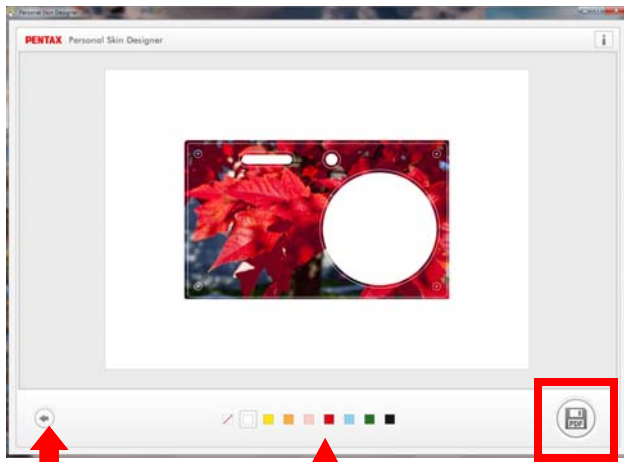 Personal Skin Designer
PENTAX Personal Skin Designer
i
PDF